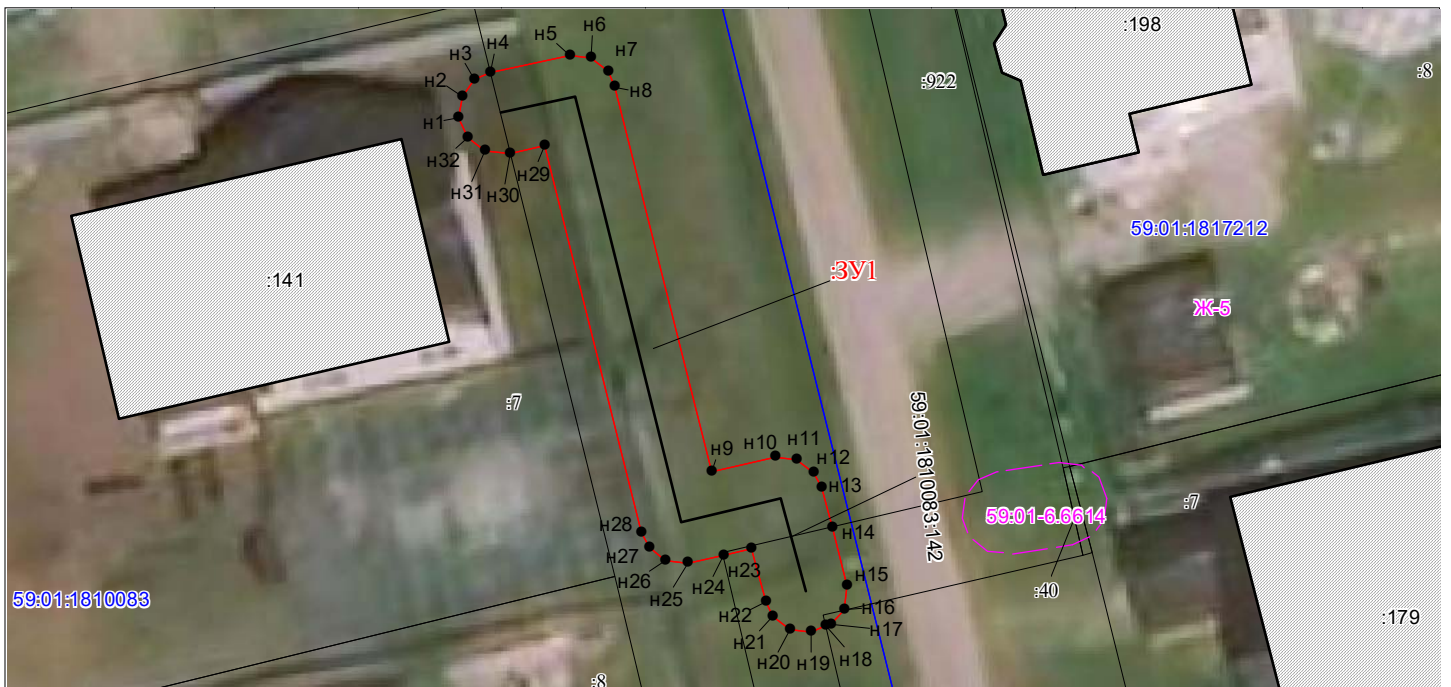 :198
:8
:922
н5
н6
н4
н3
н7
н2
н8
н1
н32
н31
н30
н29
59:01:1817212
:ЗУ1
:141
Ж-5
:7
59:01:1810083:142
н10
н11
н9
н12
н13
:7
59:01-6.6614
н14
н28
н27
н26
н23
н24
н25
н15
н16
н17
н22
н21
н20
н19
н18
:40
59:01:1810083
:179
:8